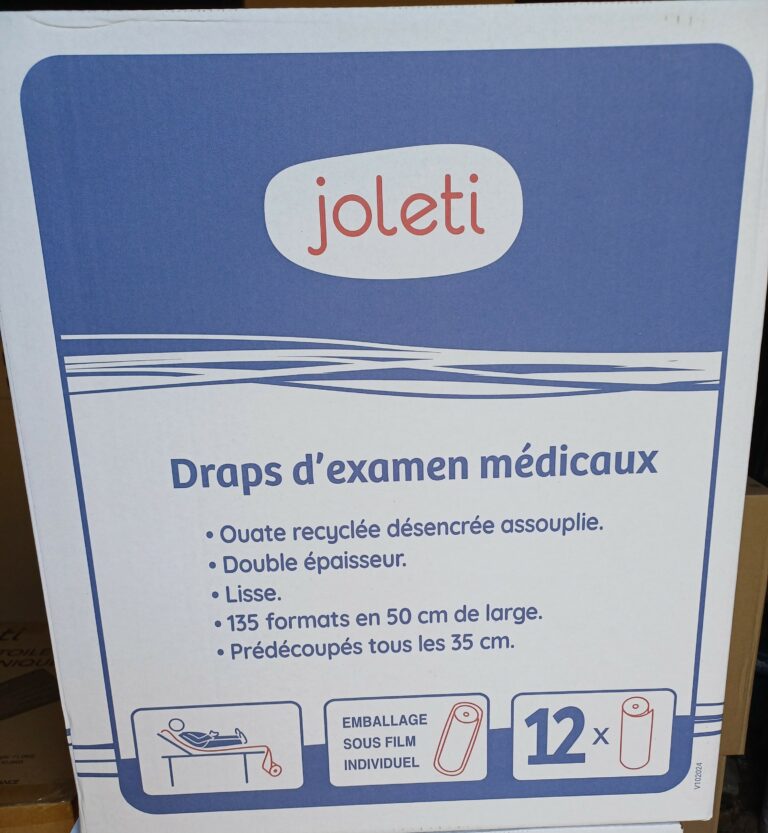 joleti
Draps d'examen médicaux
• Ouate recyclée désencrée assouplie.
• Double épaisseur.
• Lisse.
• 135 formats en 50 cm de large.
• Prédécoupés tous les 35 cm.
EMBALLAGE
SOUS FILM
INDIVIDUEL
12 x
V102024